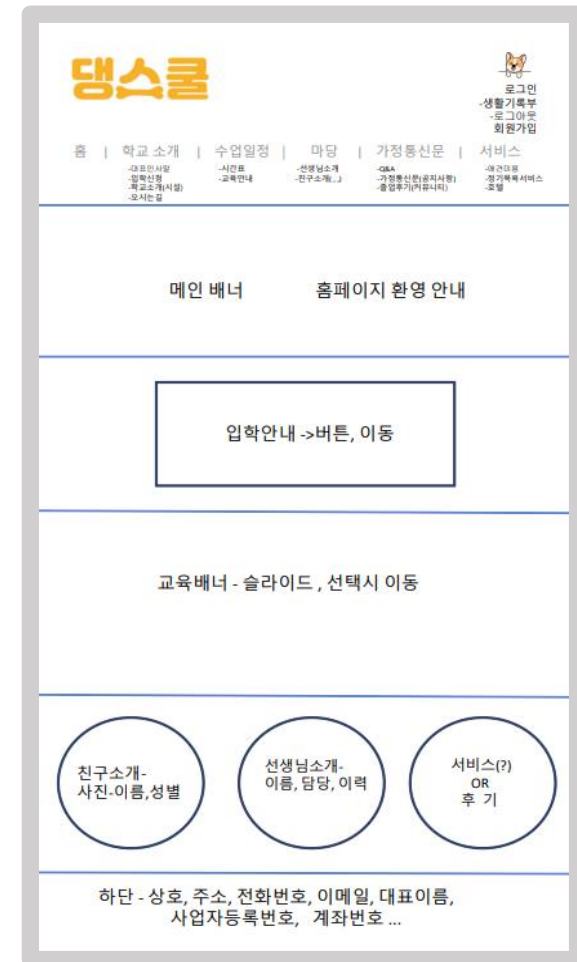 댕스쿨
로그인
-생활기록부
-로그아웃
회원가입
홈 | 학교 소개 | 수업일정 | 마당 | 가정통신문 | 서비스
-대표인사말
-입학신청
-학교소개(시설)
-오시는길
-시간표
-교육안내
-선생님소개
-친구소개(..)
-Q&A
-가정통신문(공지사항)
-졸업후기(커뮤니티)
-애견미용
-정기목욕서비스
-호텔
메인 배너 홈페이지 환영 안내
입학안내 ->버튼, 이동
교육배너 - 슬라이드 , 선택시 이동
친구소개-
사진-이름,성별
선생님소개-
이름, 담당, 이력
서비스(?)
OR
후 기
하단 - 상호, 주소, 전화번호, 이메일, 대표이름,
사업자등록번호, 계좌번호 ...